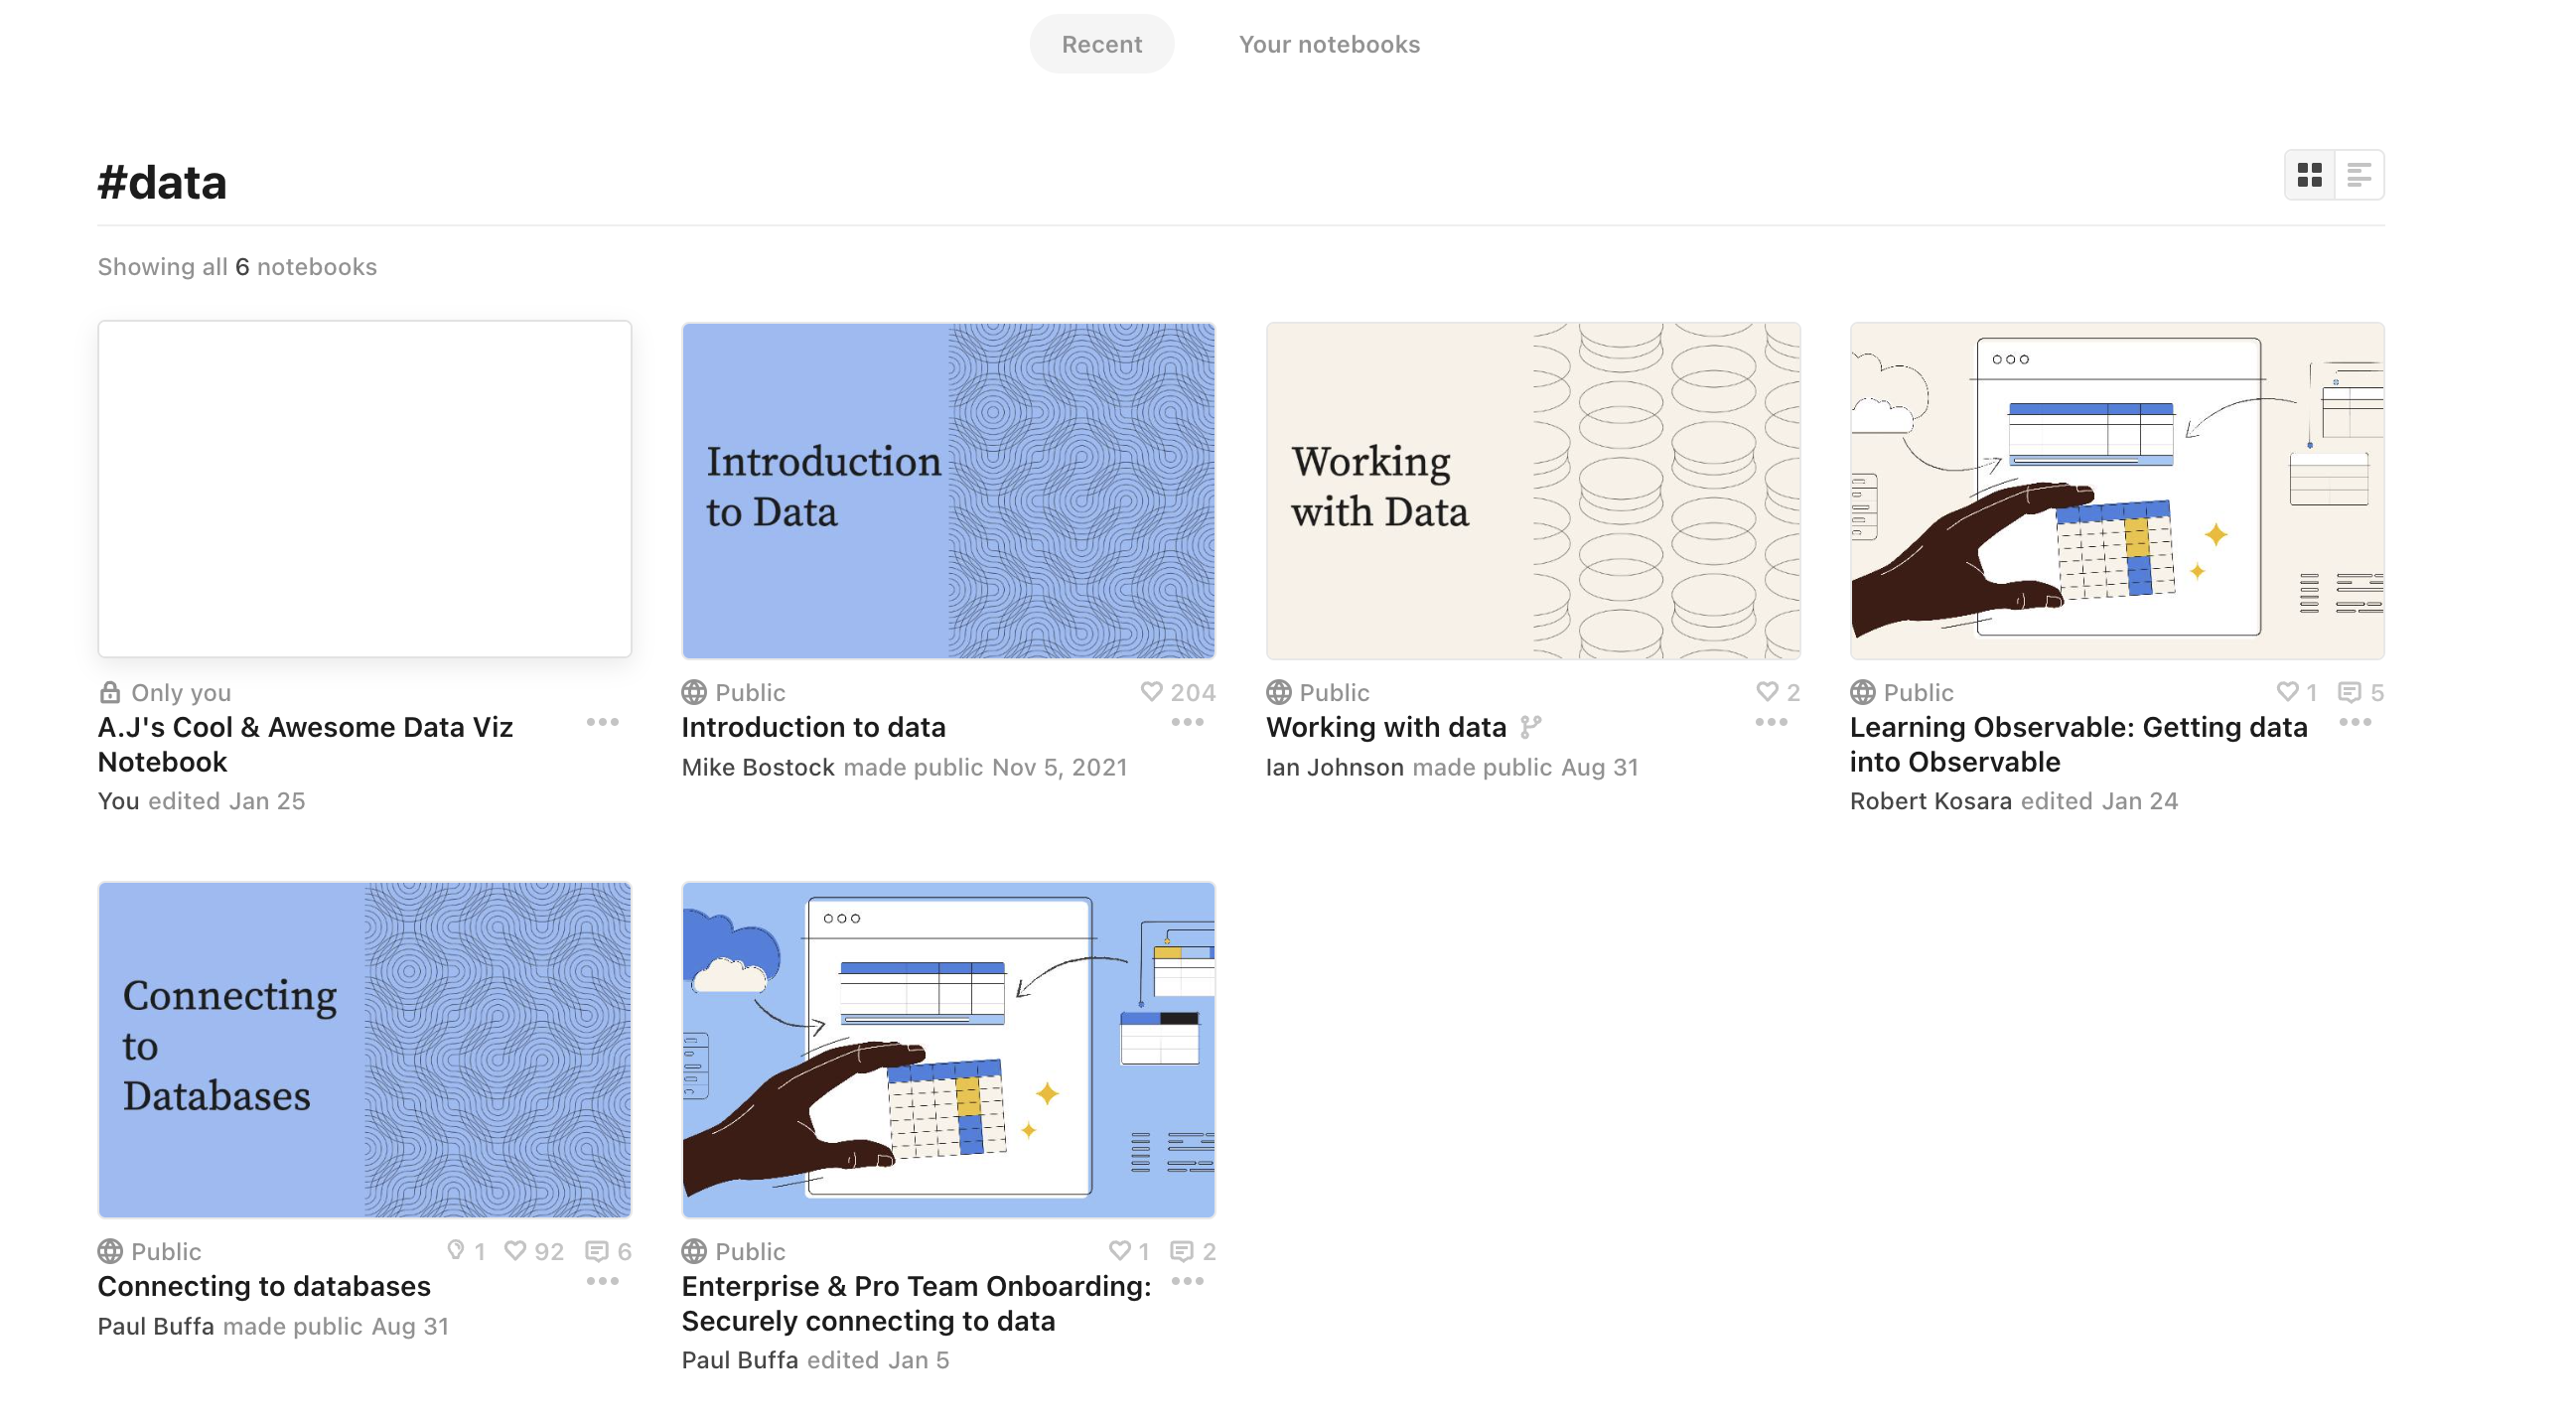 Recent
Your notebooks
#data
Showing all 6 notebooks
Introduction
to Data
Working
with Data
Only you
A.J's Cool & Awesome Data Viz
Notebook
You edited Jan 25
Public 204
Introduction to data
Mike Bostock made public Nov 5, 2021
Public 2
Working with data
Ian Johnson made public Aug 31
Public 1 5
Learning Observable: Getting data
into Observable
Robert Kosara edited Jan 24
Connecting
to
Databases
Public 1 92 6
Connecting to databases
Paul Buffa made public Aug 31
Public 1 2
Enterprise & Pro Team Onboarding:
Securely connecting to data
Paul Buffa edited Jan 5